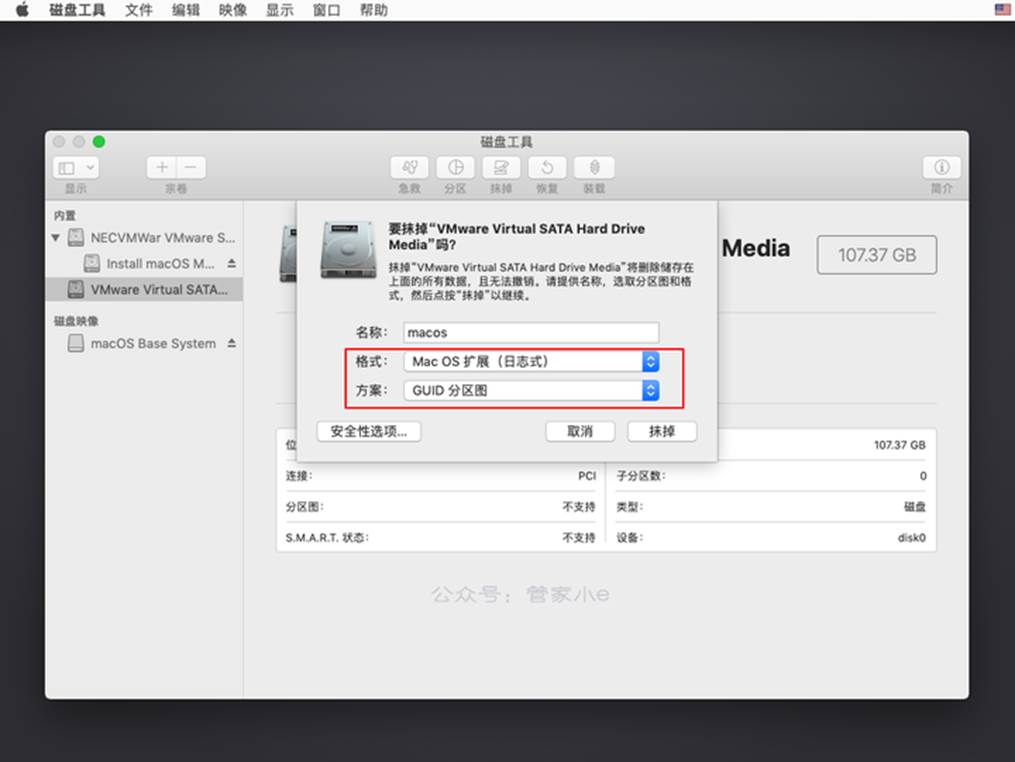 磁盘工具 文件 编辑 映像 显示 窗口 帮助
磁盘工具
显示 宗卷 急救 分区 抹掉 恢复 装载 简介
内置
NECVMWar VMware S...
Install macOS M...
VMware Virtual SATA...
磁盘映像
macOS Base System
Media
107.37 GB
要抹掉“VMware Virtual SATA Hard Drive
Media”吗?
抹掉“VMware Virtual SATA Hard Drive Media”将删除储存在
上面的所有数据，且无法撤销。请提供名称，选取分区图和格
式，然后点按“抹掉”以继续。
名称： macos
格式： Mac OS 扩展（日志式）
方案： GUID 分区图
安全性选项... 取消 抹掉
位 107.37 GB
连接： PCI 子分区数： 0
分区图： 不支持 类型： 磁盘
S.M.A.R.T. 状态： 不支持 设备： disk0
公众号：管家小e